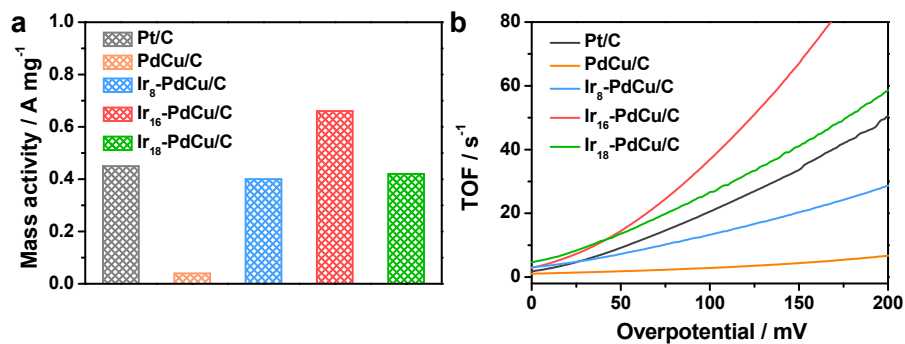 a
Mass activity / A mg⁻¹
1.0
0.8
0.6
0.4
0.2
0.0
Pt/C
PdCu/C
Ir₈-PdCu/C
Ir₁₆-PdCu/C
Ir₁₈-PdCu/C
b
TOF / s⁻¹
80
60
40
20
0
Pt/C
PdCu/C
Ir₈-PdCu/C
Ir₁₆-PdCu/C
Ir₁₈-PdCu/C
0 50 100 150 200
Overpotential / mV